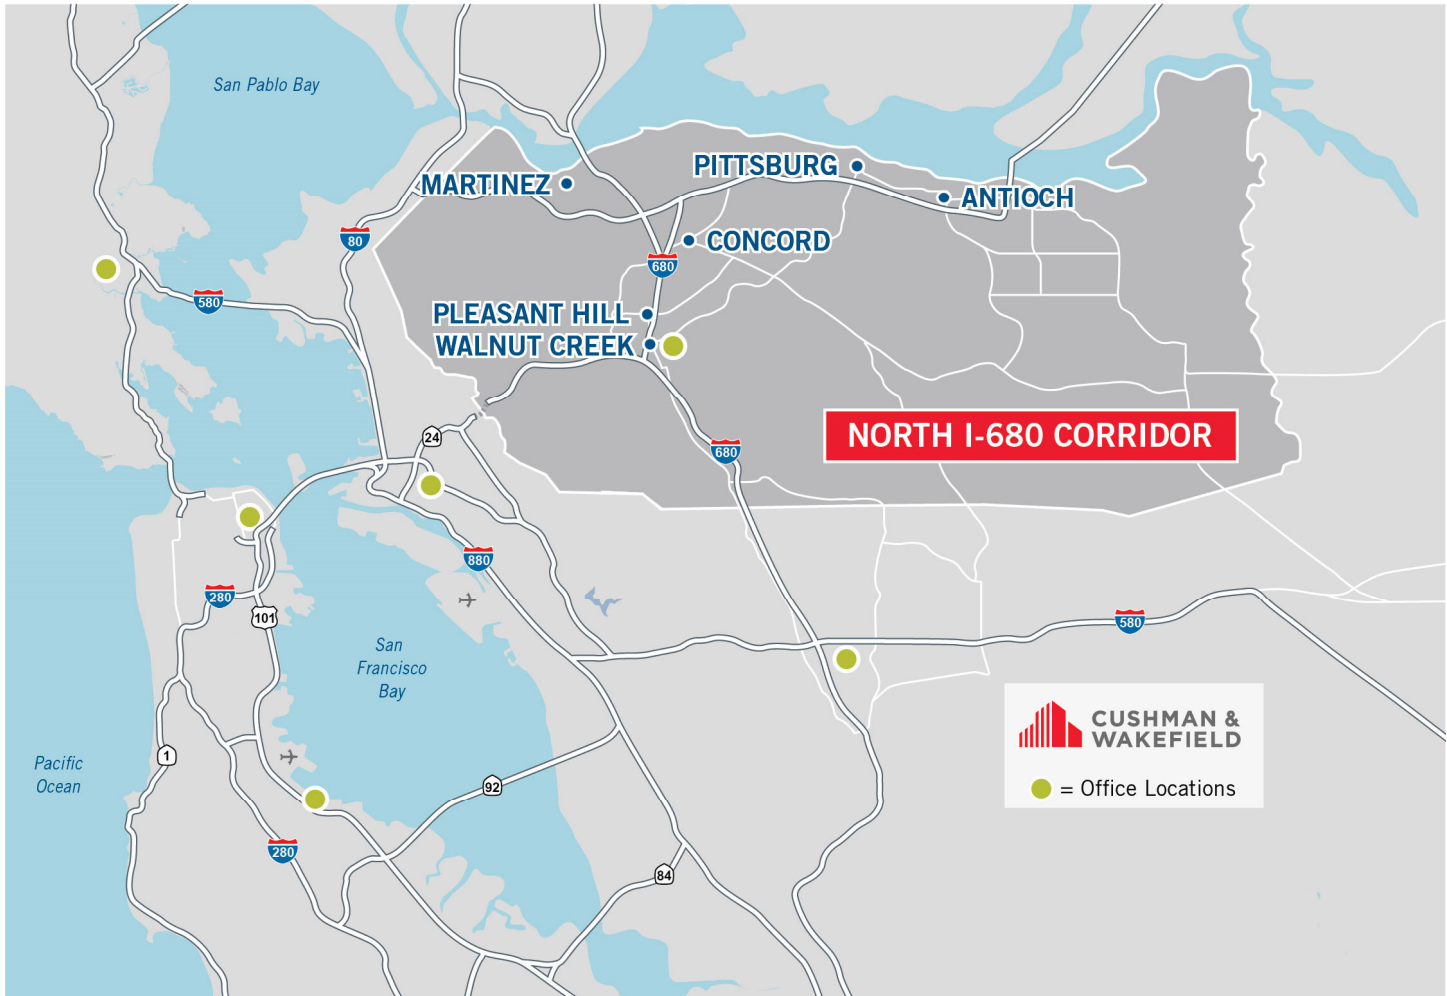 San Pablo Bay
PITTSBURG
MARTINEZ
ANTIOCH
80
CONCORD
680
580
PLEASANT HILL
WALNUT CREEK
24
NORTH I-680 CORRIDOR
680
880
280
101
580
San
Francisco
Bay
CUSHMAN &
WAKEFIELD
1
Pacific
Ocean
92
= Office Locations
280
84